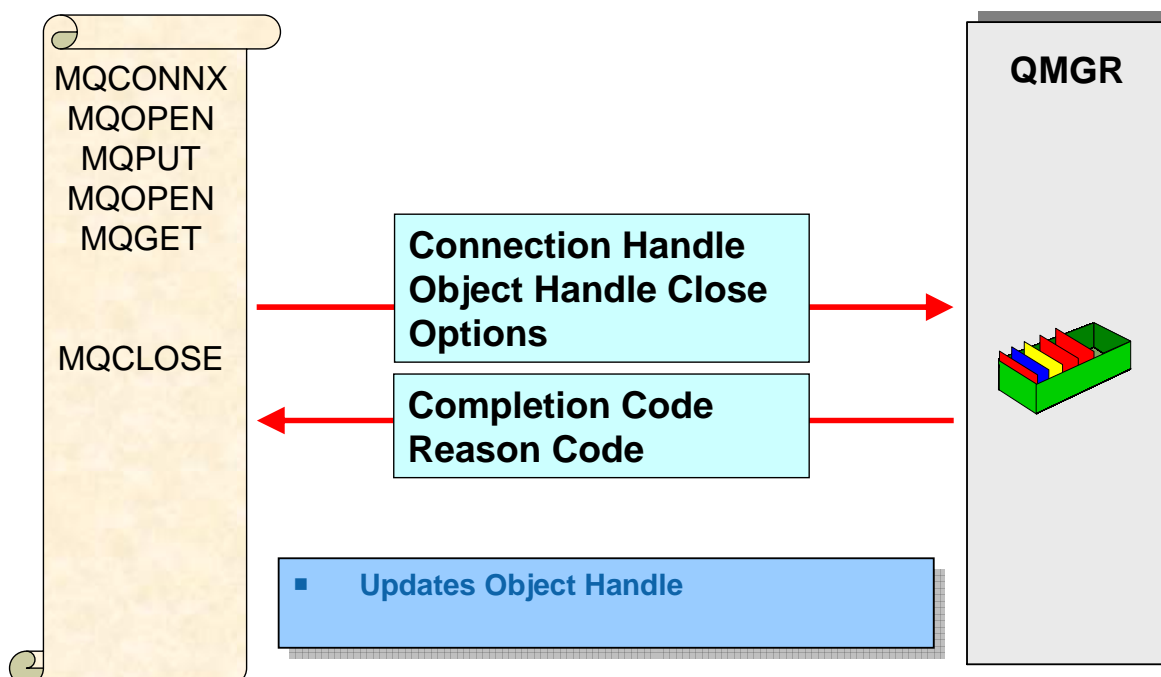 MQCONNX
MQOPEN
MQPUT
MQOPEN
MQGET
MQCLOSE
Connection Handle
Object Handle Close
Options
Completion Code
Reason Code
▪ Updates Object Handle
QMGR